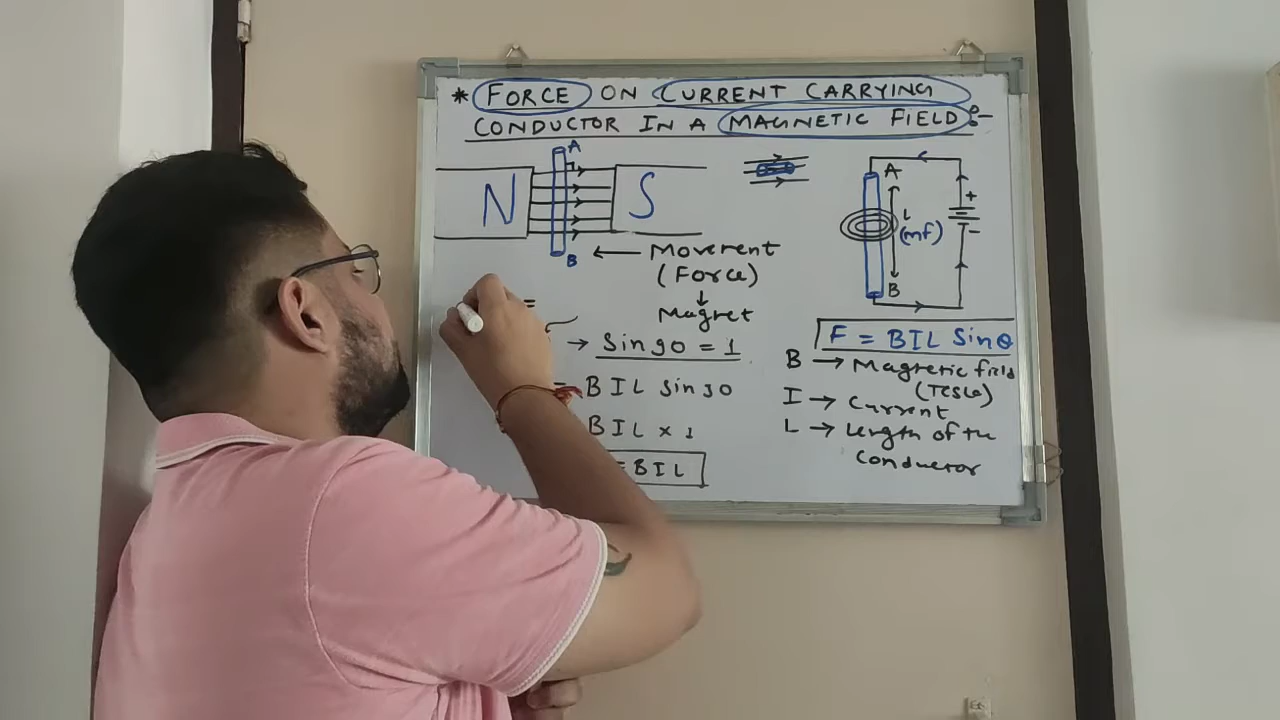 * FORCE ON CURRENT CARRYING
CONDUCTOR IN A MAGNETIC FIELD :-
A
N S
B
← Movement
(Force)
↓
Magnet
=
→ Sin90 = 1
= BIL Sin90
BIL × 1
= BIL
A
+
L
(mf)
-
B
F = BIL Sinθ
B → Magnetic field
(Tesla)
I → Current
L → Length of the
Conductor